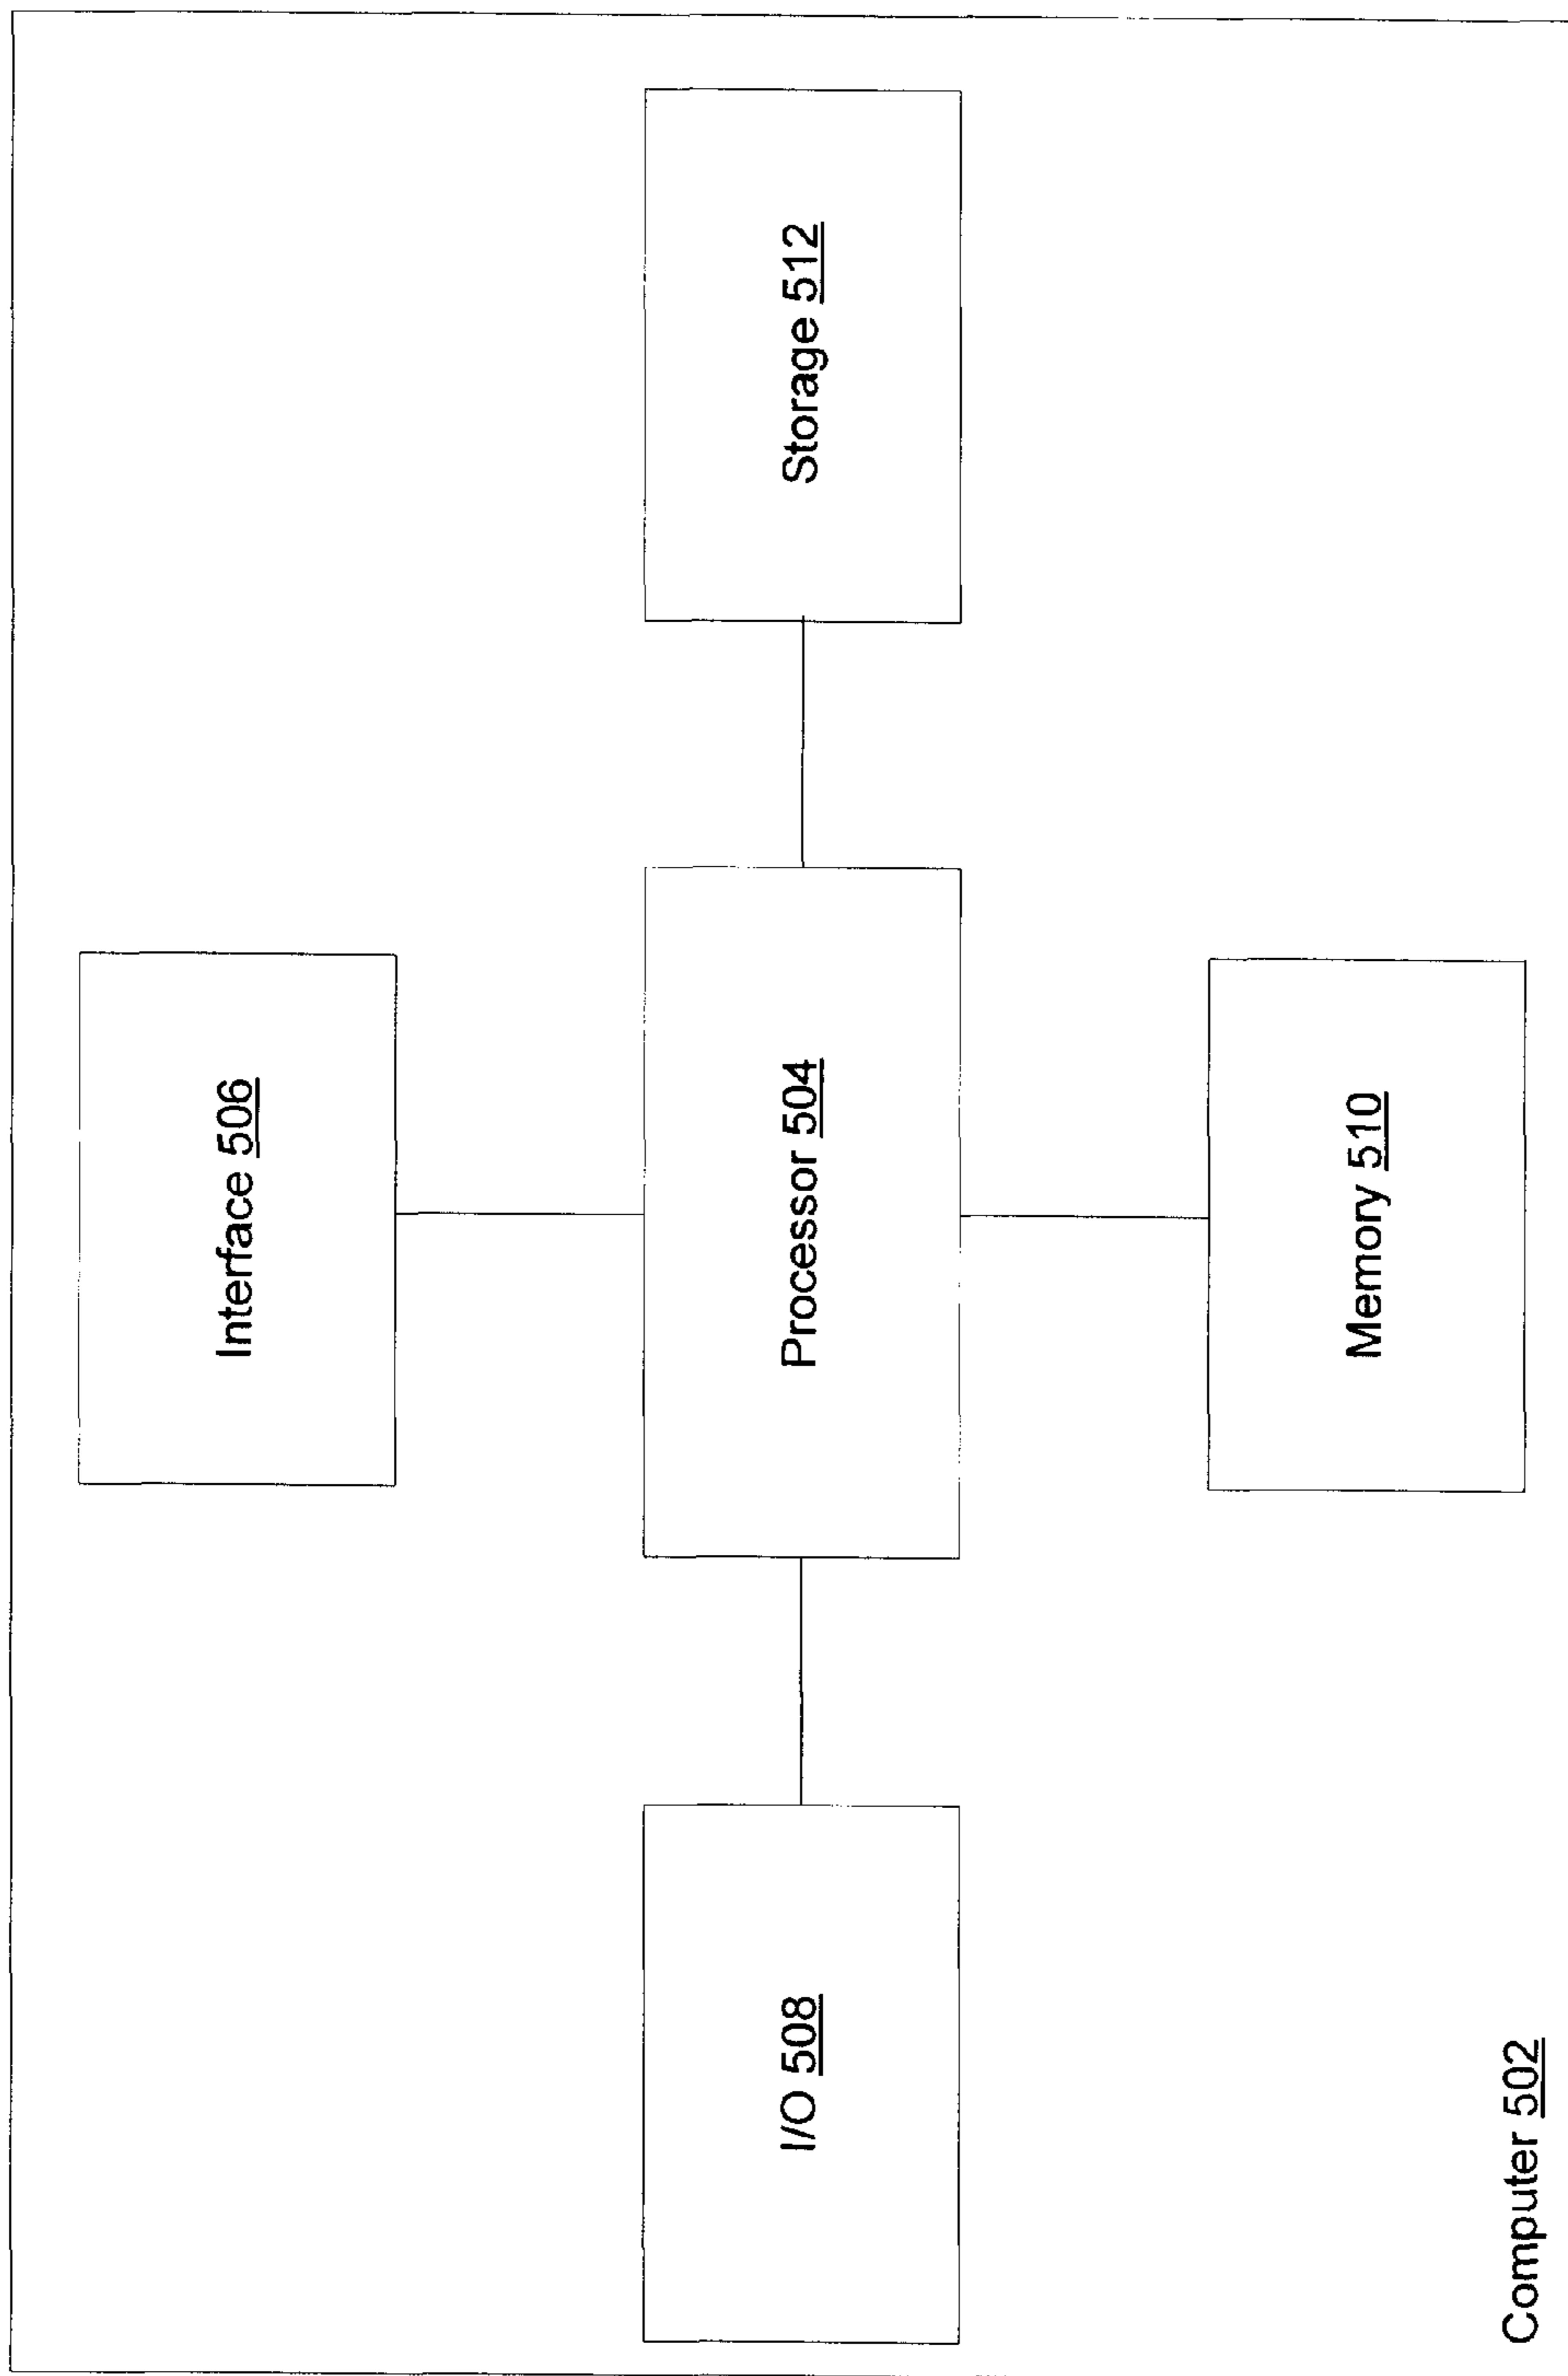 Interface 506
I/O 508
Processor 504
Storage 512
Memory 510
Computer 502